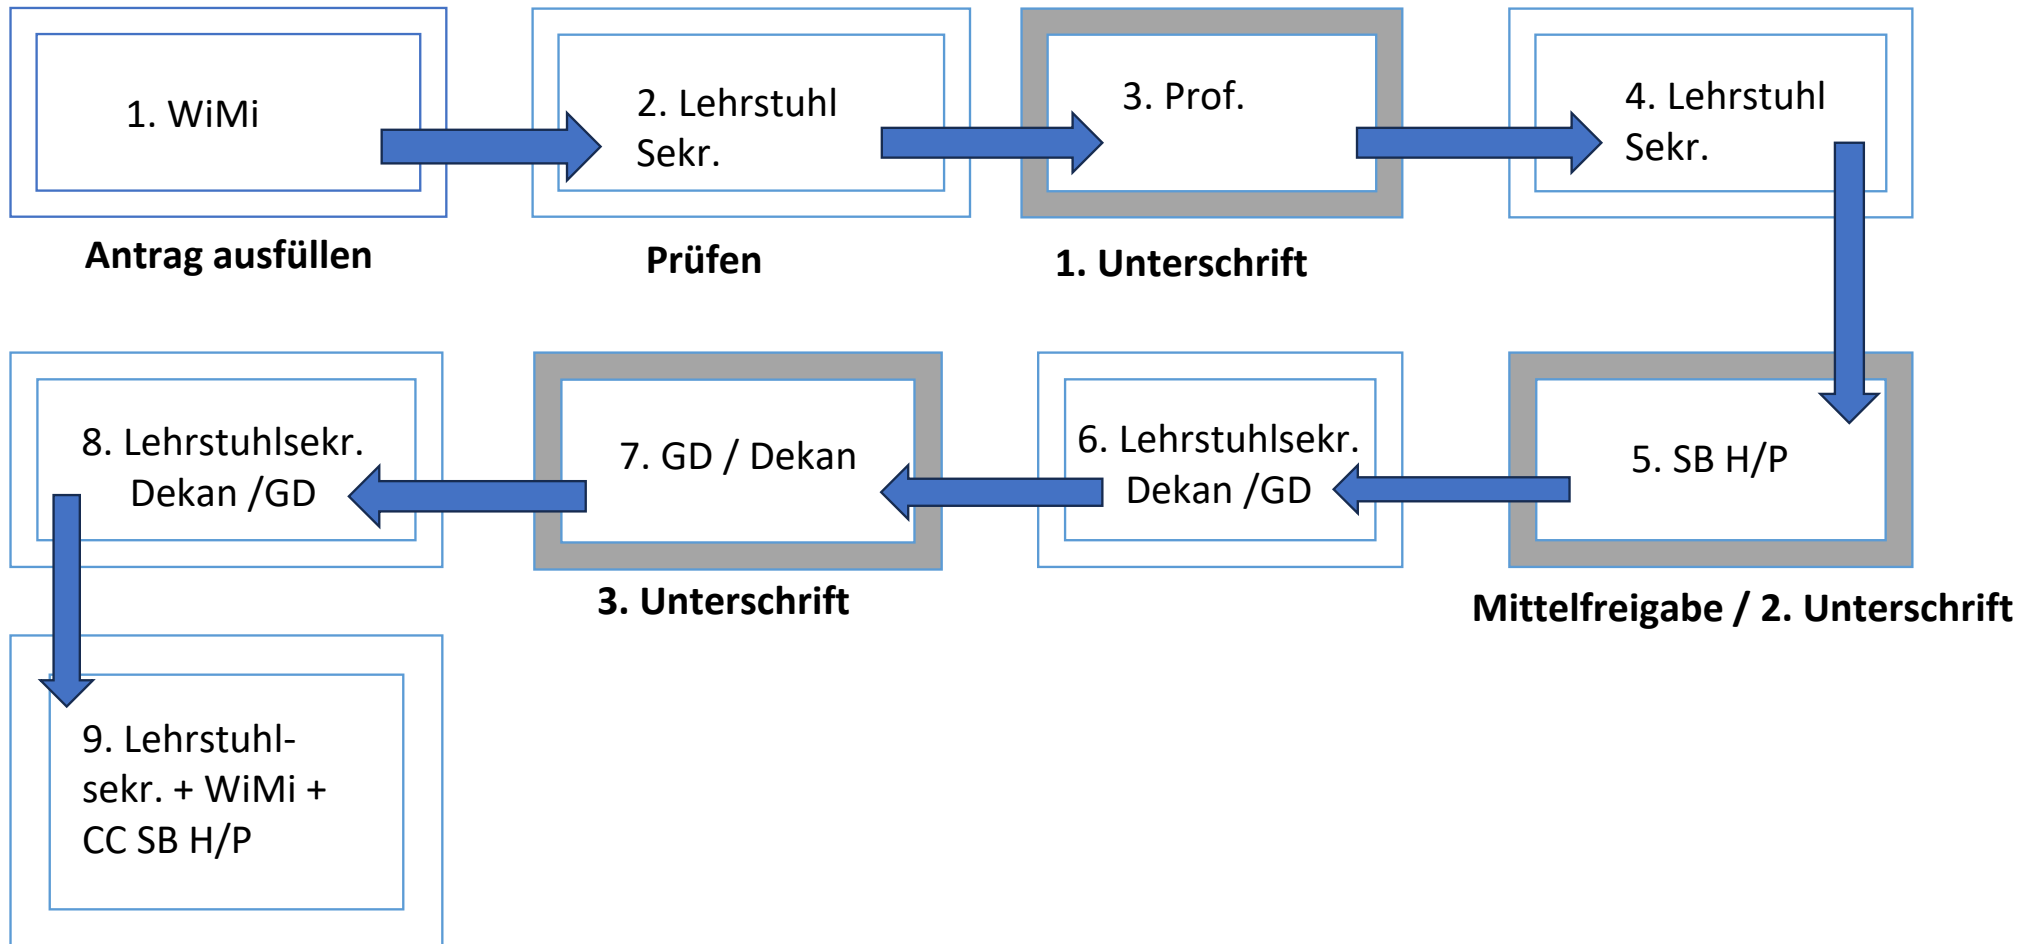 1. WiMi
2. Lehrstuhl
Sekr.
3. Prof.
4. Lehrstuhl
Sekr.
Antrag ausfüllen
Prüfen
1. Unterschrift
8. Lehrstuhlsekr.
Dekan /GD
7. GD / Dekan
6. Lehrstuhlsekr.
Dekan /GD
5. SB H/P
3. Unterschrift
Mittelfreigabe / 2. Unterschrift
9. Lehrstuhl-
sekr. + WiMi +
CC SB H/P